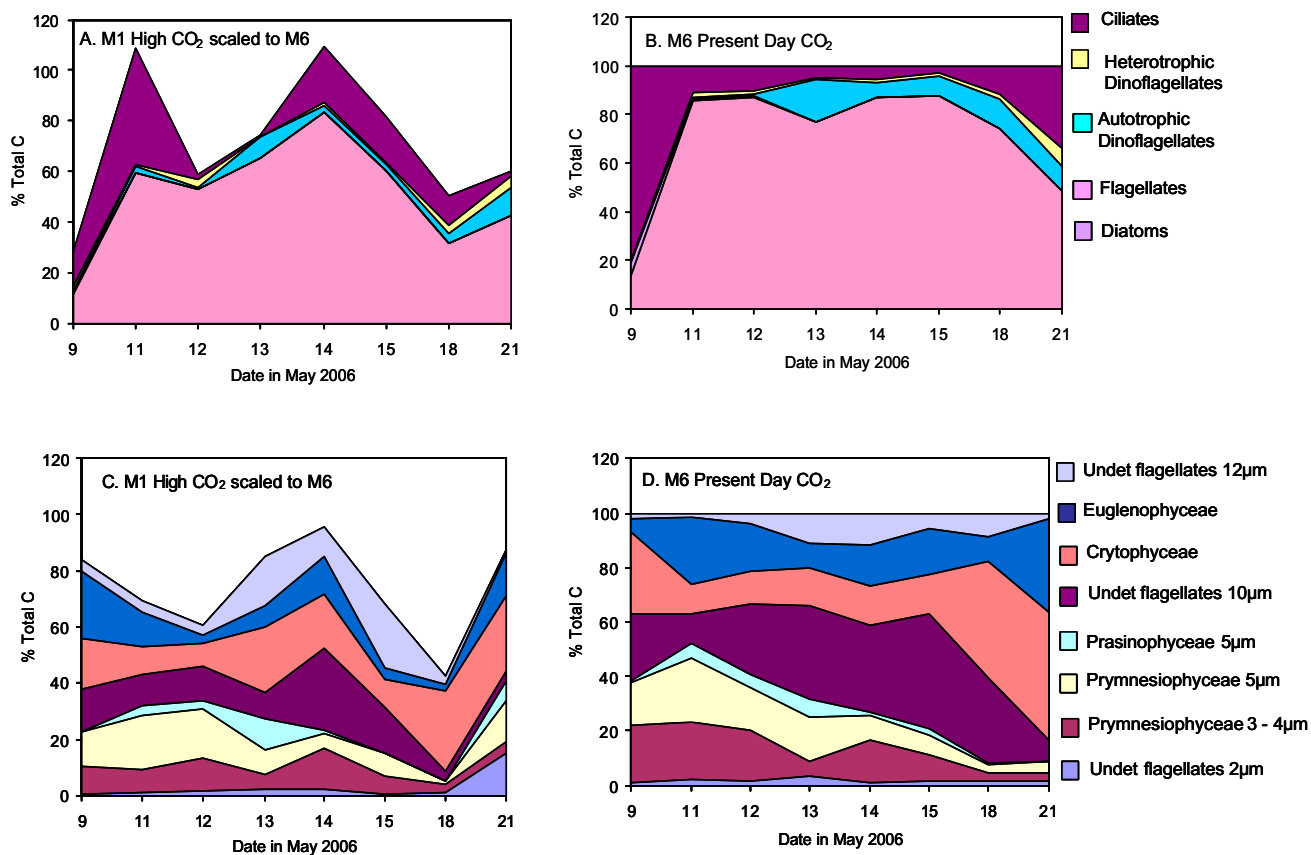 A. M1 High CO₂ scaled to M6
120
100
80
60
40
20
0
% Total C
9 11 12 13 14 15 18 21
Date in May 2006
B. M6 Present Day CO₂
120
100
80
60
40
20
0
% Total C
9 11 12 13 14 15 18 21
Date in May 2006
Ciliates
Heterotrophic
Dinoflagellates
Autotrophic
Dinoflagellates
Flagellates
Diatoms
C. M1 High CO₂ scaled to M6
120
100
80
60
40
20
0
% Total C
9 11 12 13 14 15 18 21
Date in May 2006
D. M6 Present Day CO₂
120
100
80
60
40
20
0
% Total C
9 11 12 13 14 15 18 21
Date in May 2006
Undet flagellates 12µm
Euglenophyceae
Crytophyceae
Undet flagellates 10µm
Prasinophyceae 5µm
Prymnesiophyceae 5µm
Prymnesiophyceae 3 - 4µm
Undet flagellates 2µm